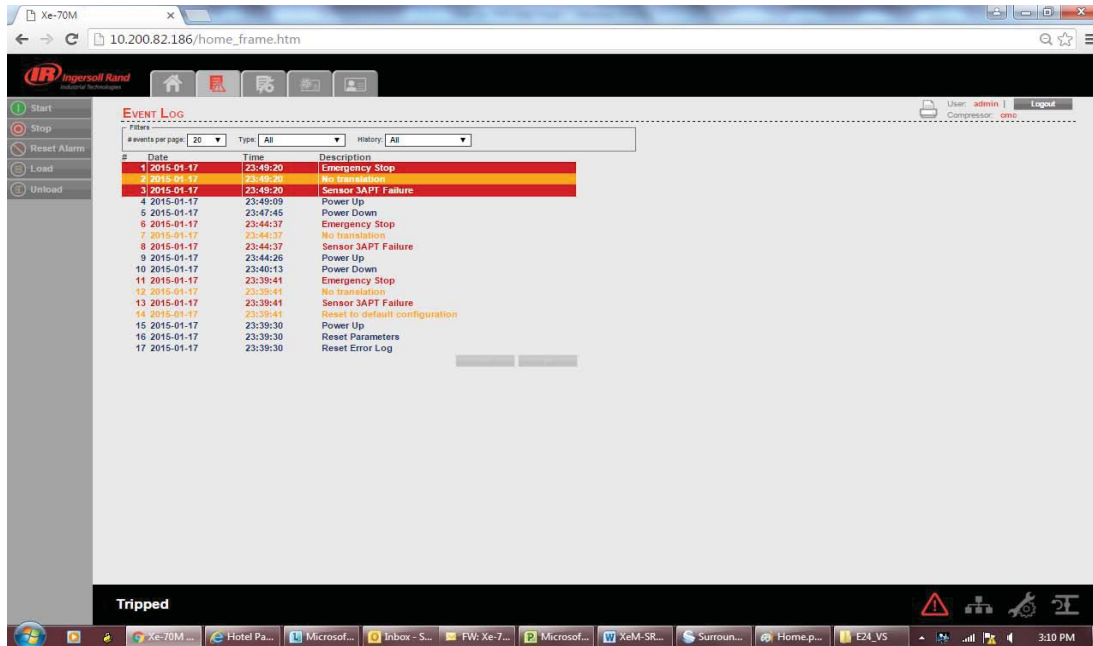 Xe-70M
10.200.82.186/home_frame.htm
IR Ingersoll Rand
Industrial Technologies
Start
Stop
Reset Alarm
Load
Unload
EVENT LOG
User: admin | Logout
Compressor: cmc
Filters
# events per page: 20 Type: All History: All
# Date Time Description
1 2015-01-17 23:49:20 Emergency Stop
2 2015-01-17 23:49:20 No translation
3 2015-01-17 23:49:20 Sensor 3APT Failure
4 2015-01-17 23:49:09 Power Up
5 2015-01-17 23:47:45 Power Down
6 2015-01-17 23:44:37 Emergency Stop
7 2015-01-17 23:44:37 No translation
8 2015-01-17 23:44:37 Sensor 3APT Failure
9 2015-01-17 23:44:26 Power Up
10 2015-01-17 23:40:13 Power Down
11 2015-01-17 23:39:41 Emergency Stop
12 2015-01-17 23:39:41 No translation
13 2015-01-17 23:39:41 Sensor 3APT Failure
14 2015-01-17 23:39:41 Reset to default configuration
15 2015-01-17 23:39:30 Power Up
16 2015-01-17 23:39:30 Reset Parameters
17 2015-01-17 23:39:30 Reset Error Log
Tripped
Xe-70M ... Hotel Pa... Microsof... Inbox - S... FW: Xe-7... Microsof... XeM-SR... Surroun... Home.p... E24_VS 3:10 PM